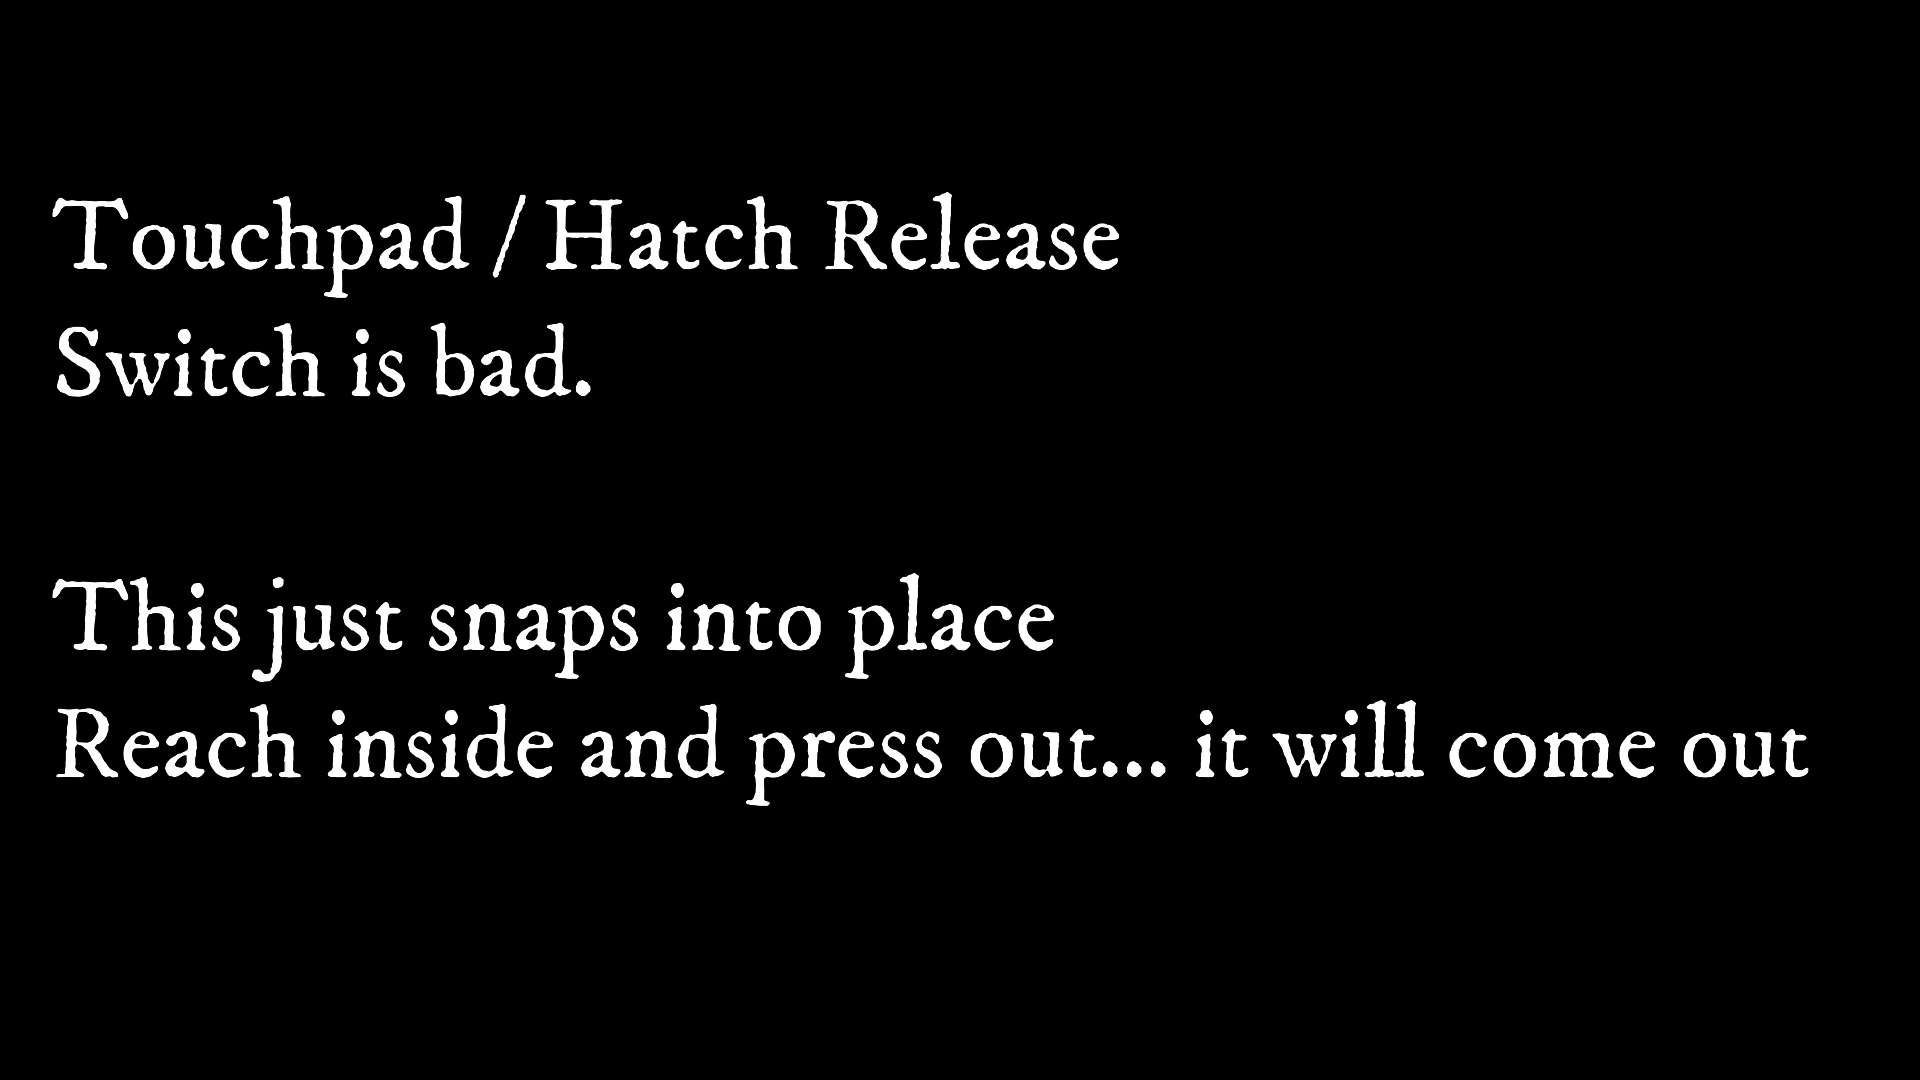 Touchpad / Hatch Release
Switch is bad.
This just snaps into place
Reach inside and press out... it will come out